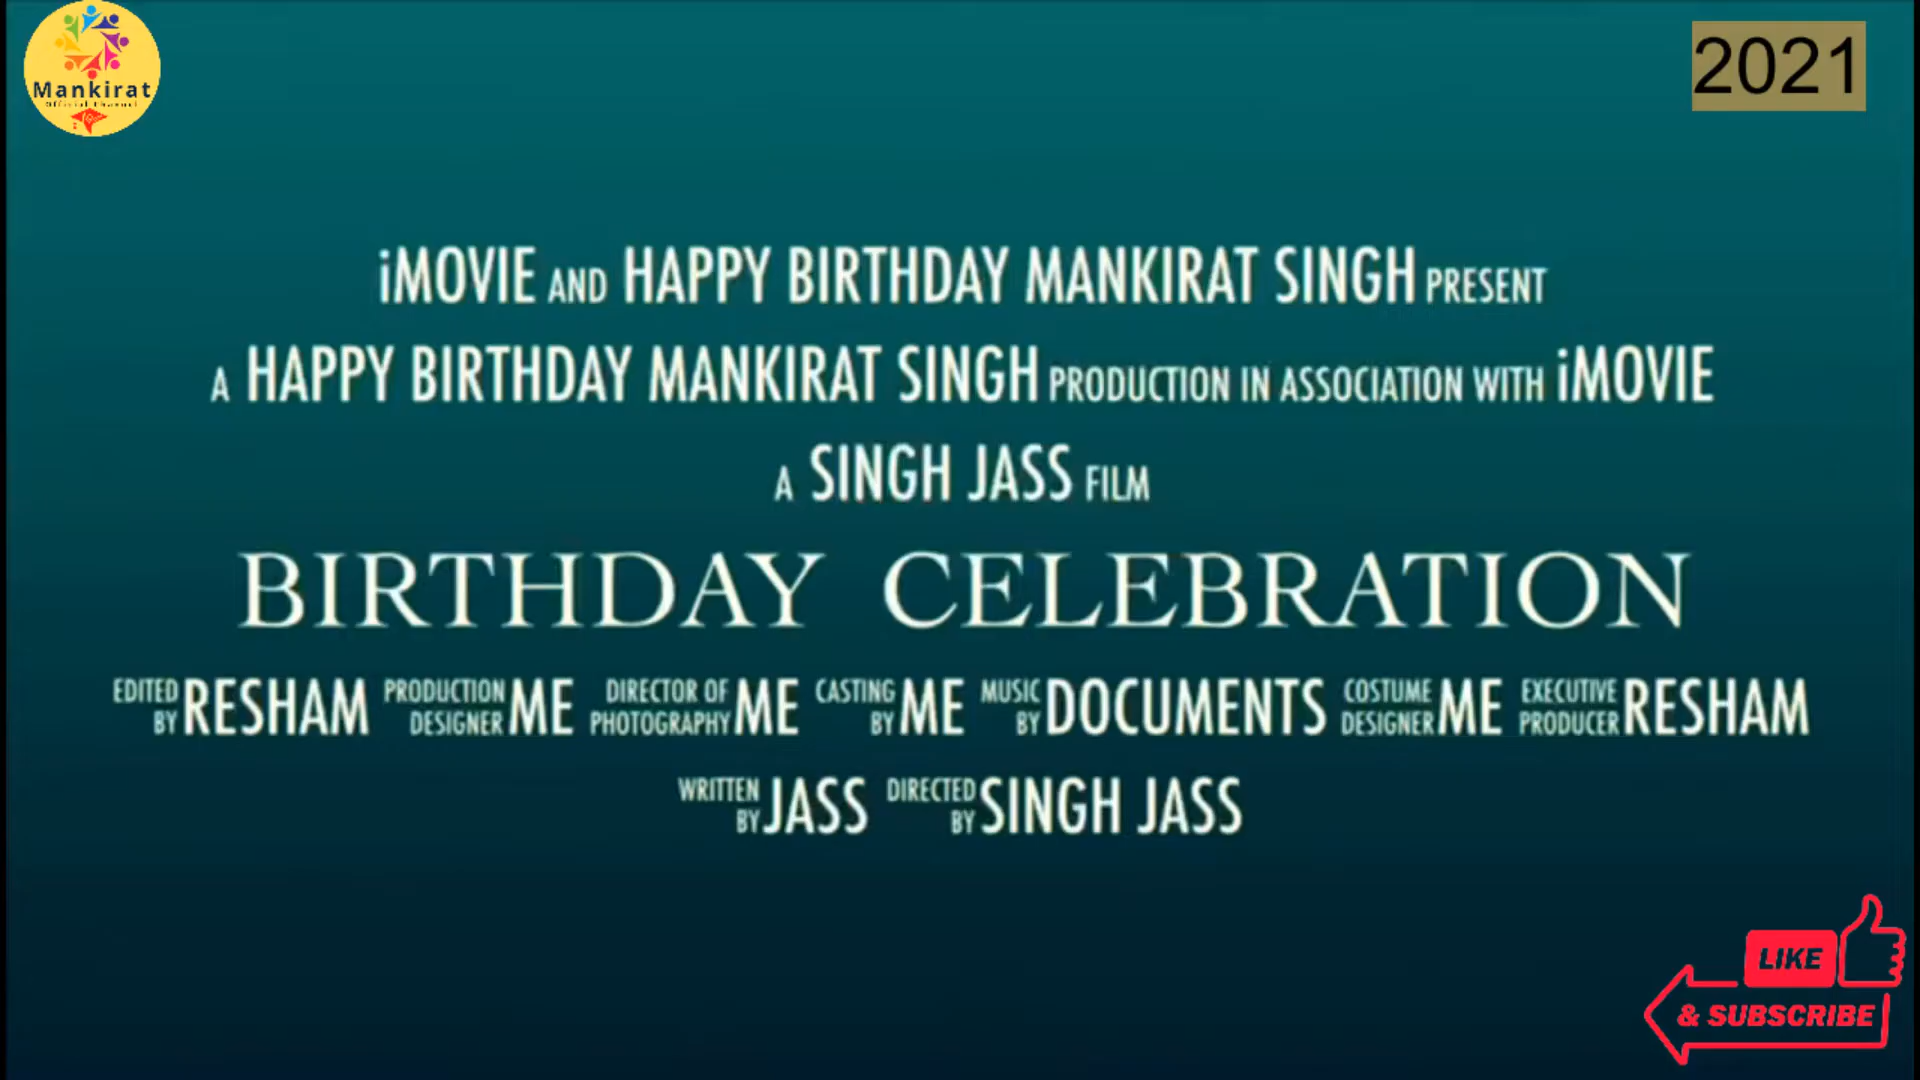 Mankirat
Official Channel
2021
iMOVIE AND HAPPY BIRTHDAY MANKIRAT SINGH PRESENT
A HAPPY BIRTHDAY MANKIRAT SINGH PRODUCTION IN ASSOCIATION WITH iMOVIE
A SINGH JASS FILM
BIRTHDAY CELEBRATION
EDITED BY RESHAM PRODUCTION DESIGNER ME DIRECTOR OF PHOTOGRAPHY ME CASTING BY ME MUSIC BY DOCUMENTS COSTUME DESIGNER ME EXECUTIVE PRODUCER RESHAM
WRITTEN BY JASS DIRECTED BY SINGH JASS
LIKE
& SUBSCRIBE